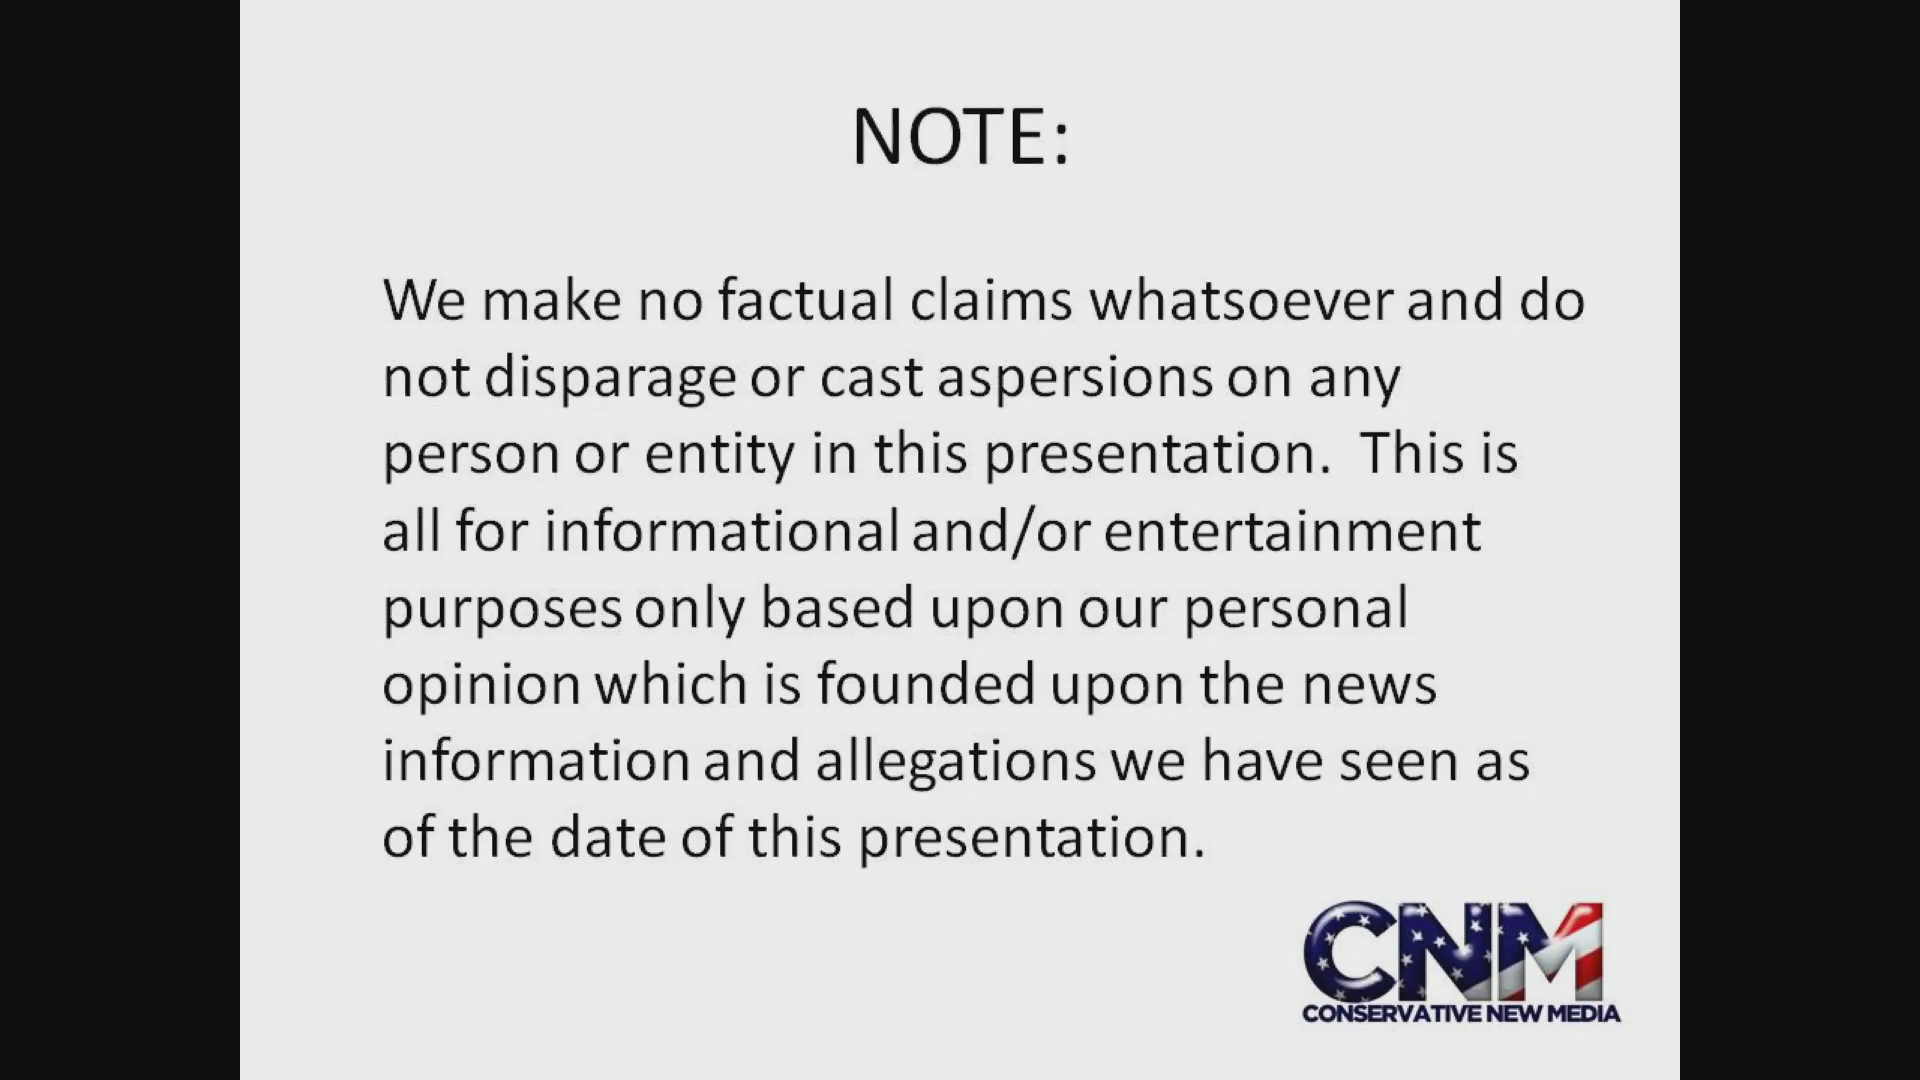 NOTE:
We make no factual claims whatsoever and do
not disparage or cast aspersions on any
person or entity in this presentation.  This is
all for informational and/or entertainment
purposes only based upon our personal
opinion which is founded upon the news
information and allegations we have seen as
of the date of this presentation.
CNM
CONSERVATIVE NEW MEDIA